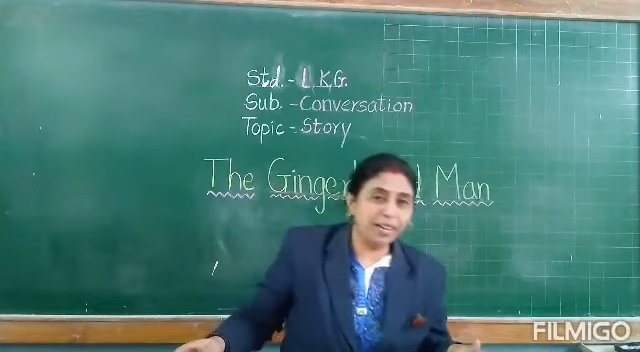 Std. - L.K.G.
Sub. - Conversation
Topic - Story
The Man
FILMIGO